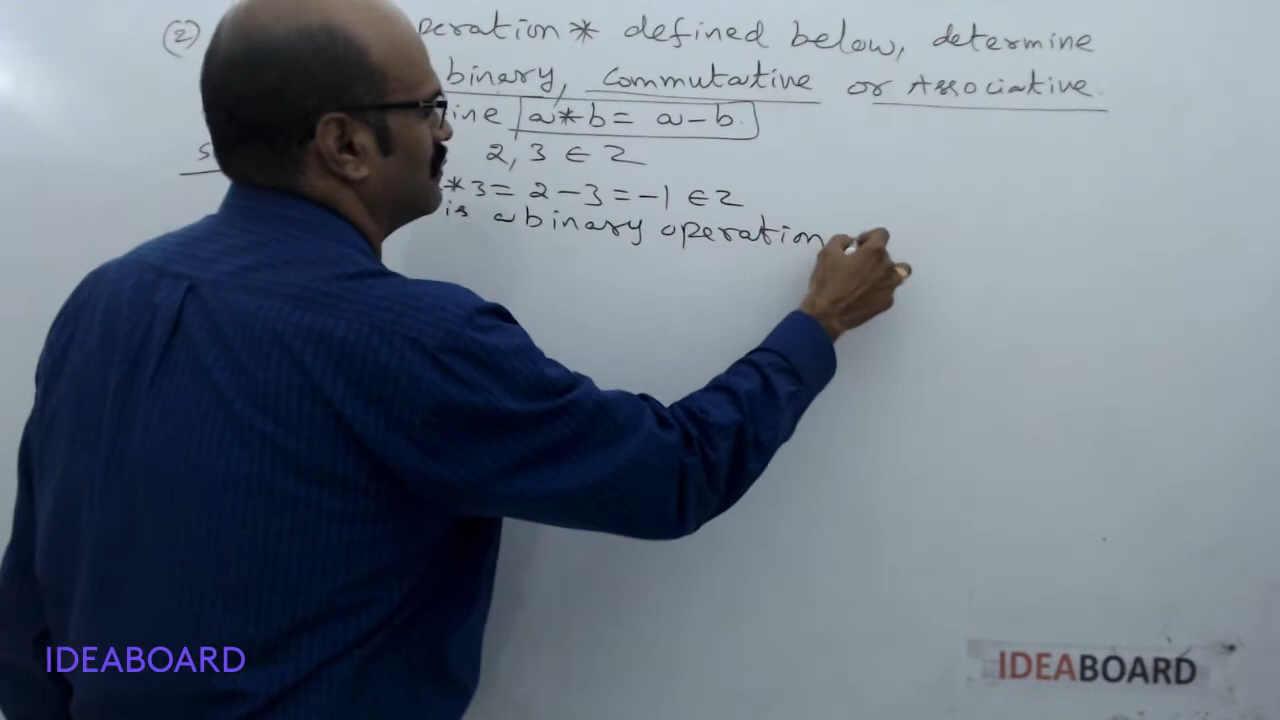 (2) peration * defined below, determine
binary, Commutative or Associative.
ine a*b = a-b.
S 2, 3 ∈ Z
*3 = 2-3 = -1 ∈ Z
is a binary operation
IDEABOARD
IDEABOARD